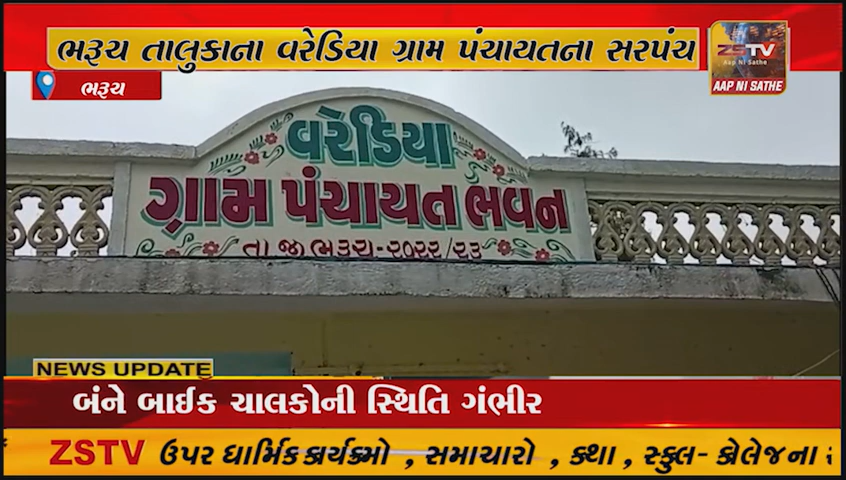 ભરૂચ તાલુકાના વરેડિયા ગ્રામ પંચાયતના સરપંચ
ZSTV
Aap Ni Sathe
AAP NI SATHE
ભરૂચ
વરેડિયા
ગ્રામ પંચાયત ભવન
તા જી ભરૂચ-૨૦૨૨/૨૩
NEWS UPDATE
બંને બાઈક ચાલકોની સ્થિતિ ગંભીર
ZSTV ઉપર ધાર્મિક કાર્યક્રમો , સમાચારો , કથા , સ્કુલ- કોલેજના